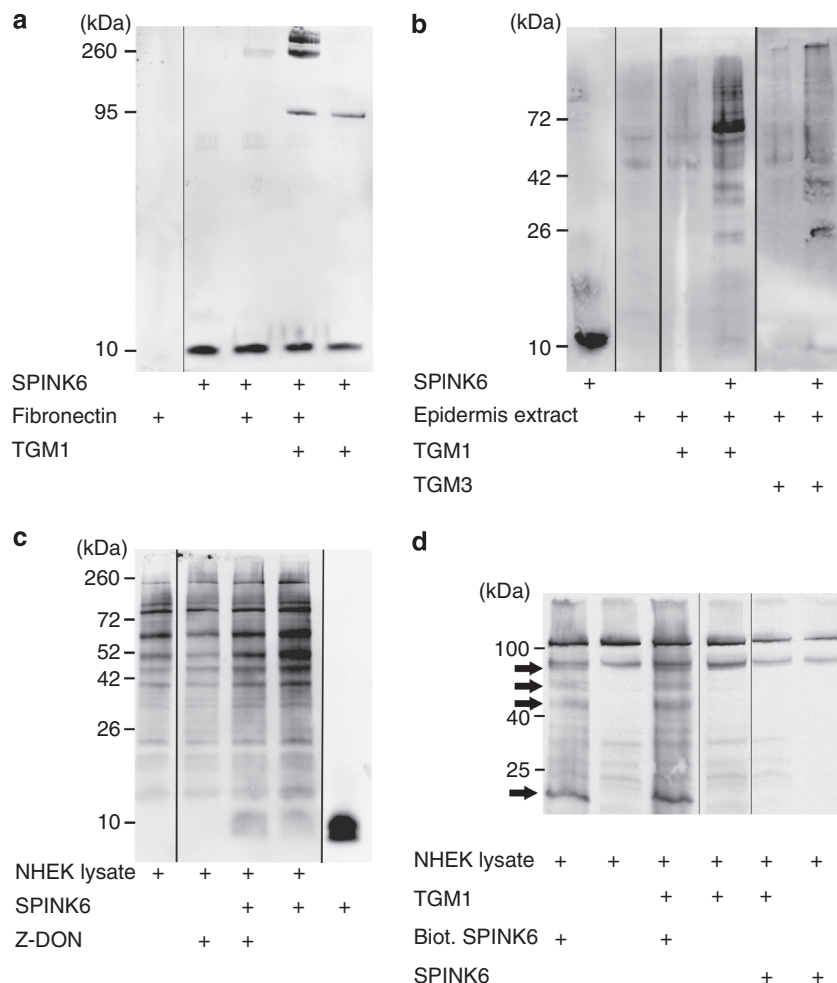 a
(kDa)
260
95
10
SPINK6 + + + +
Fibronectin + + +
TGM1 + +
b
(kDa)
72
42
26
10
SPINK6 + + +
Epidermis extract + + + + +
TGM1 + +
TGM3 + +
c
(kDa)
260
72
52
42
26
10
NHEK lysate + + + +
SPINK6 + + +
Z-DON + +
d
(kDa)
100
40
25
NHEK lysate + + + + + +
TGM1 + + +
Biot. SPINK6 + +
SPINK6 + +